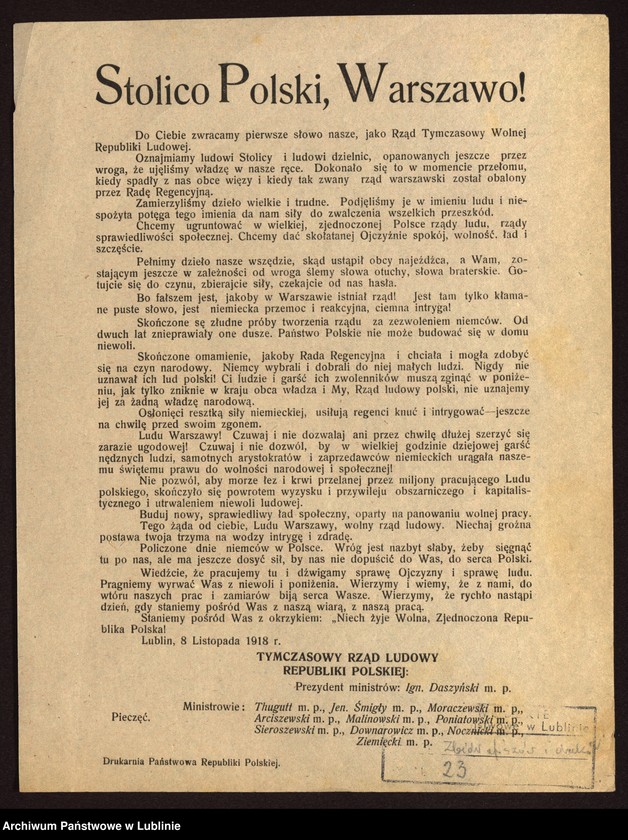 Stolico Polski, Warszawo!
Do Ciebie zwracamy pierwsze słowo nasze, jako Rząd Tymczasowy Wolnej
Republiki Ludowej.
Oznajmiamy ludowi Stolicy i ludowi dzielnic, opanowanych jeszcze przez
wroga, że ujęliśmy władzę w nasze ręce. Dokonało się to w momencie przełomu,
kiedy spadły z nas obce więzy i kiedy tak zwany rząd warszawski został obalony
przez Radę Regencyjną.
Zamierzyliśmy dzieło wielkie i trudne. Podjęliśmy je w imieniu ludu i nie-
spożyta potęga tego imienia da nam siły do zwalczenia wszelkich przeszkód.
Chcemy ugruntować w wielkiej, zjednoczonej Polsce rządy ludu, rządy
sprawiedliwości społecznej. Chcemy dać skołatanej Ojczyźnie spokój, wolność, ład i
szczęście.
Pełnimy dzieło nasze wszędzie, skąd ustąpił obcy najeźdźca, a Wam, zo-
stającym jeszcze w zależności od wroga ślemy słowa otuchy, słowa braterskie. Go-
tujcie się do czynu, zbierajcie siły, czekajcie od nas hasła.
Bo fałszem jest, jakoby w Warszawie istniał rząd! Jest tam tylko kłama-
ne puste słowo, jest niemiecka przemoc i reakcyjna, ciemna intryga!
Skończone są złudne próby tworzenia rządu za zezwoleniem niemców. Od
dwuch lat znieprawiały one dusze. Państwo Polskie nie może budować się w domu
niewoli.
Skończone omamienie, jakoby Rada Regencyjna i chciała i mogła zdobyć
się na czyn narodowy. Niemcy wybrali i dobrali do niej małych ludzi. Nigdy nie
uznawał ich lud polski! Ci ludzie i garść ich zwolenników muszą zginąć w poniże-
niu, jak tylko zniknie w kraju obca władza i My, Rząd ludowy polski, nie uznajemy
jej za żadną władzę narodową.
Osłonięci resztką siły niemieckiej, usiłują regenci knuć i intrygować—jeszcze
na chwilę przed swoim zgonem.
Ludu Warszawy! Czuwaj i nie dozwalaj ani przez chwilę dłużej szerzyć się
zarazie ugodowej! Czuwaj i nie dozwól, by w wielkiej godzinie dziejowej garść
nędznych ludzi, samotnych arystokratów i zaprzedawców niemieckich urągała nasze-
mu świętemu prawu do wolności narodowej i społecznej!
Nie pozwól, aby morze łez i krwi przelanej przez miljony pracującego Ludu
polskiego, skończyło się powrotem wyzysku i przywileju obszarniczego i kapitalis-
tycznego i utrwaleniem niewoli ludowej.
Buduj nowy, sprawiedliwy ład społeczny, oparty na panowaniu wolnej pracy.
Tego żąda od ciebie, Ludu Warszawy, wolny rząd ludowy. Niechaj groźna
postawa twoja trzyma na wodzy intrygę i zdradę.
Policzone dnie niemców w Polsce. Wróg jest nazbyt słaby, żeby sięgnąć
tu po nas, ale ma jeszcze dosyć sił, by nas nie dopuścić do Was, do serca Polski.
Wiedźcie, że pracujemy tu i dźwigamy sprawę Ojczyzny i sprawę ludu.
Pragniemy wyrwać Was z niewoli i poniżenia. Wierzymy i wiemy, że z nami, do
wtóru naszych prac i zamiarów biją serca Wasze. Wierzymy, że rychło nastąpi
dzień, gdy staniemy pośród Was z naszą wiarą, z naszą pracą.
Staniemy pośród Was z okrzykiem: „Niech żyje Wolna, Zjednoczona Repu-
blika Polska!
Lublin, 8 Listopada 1918 r.
TYMCZASOWY RZĄD LUDOWY
REPUBLIKI POLSKIEJ:
Prezydent ministrów: Ign. Daszyński m. p.
Ministrowie: Thugutt m. p., Jen. Śmigły m. p., Moraczewski m. p.,
Pieczęć. Arciszewski m. p., Malinowski m. p., Poniatowski m. p.,
Sieroszewski m. p., Downarowicz m. p., Nocznicki m. p.,
Ziemięcki m. p.
w Lublinie
Zbiór afiszów i druków
23
Drukarnia Państwowa Republiki Polskiej.
Archiwum Państwowe w Lublinie